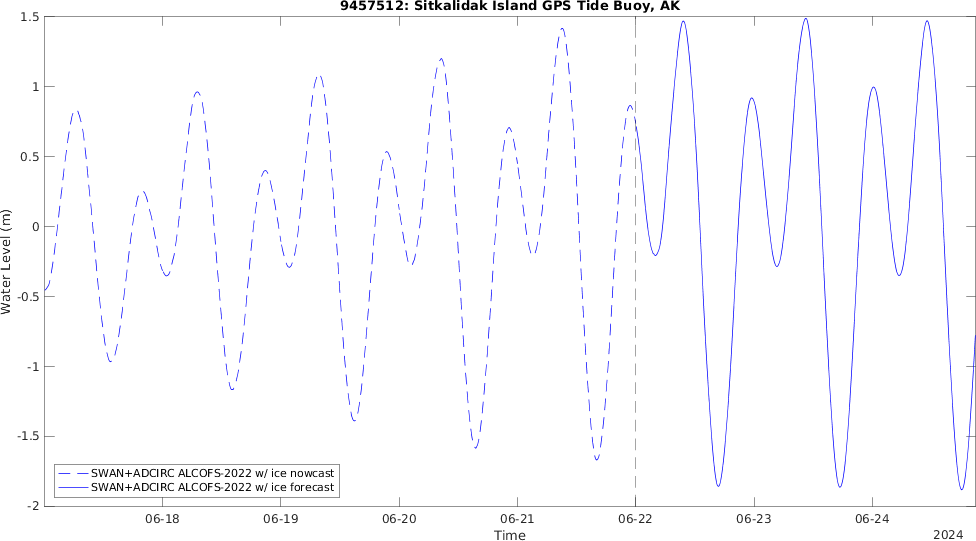 9457512: Sitkalidak Island GPS Tide Buoy, AK
1.5
1
0.5
0
-0.5
-1
-1.5
-2
Water Level (m)
SWAN+ADCIRC ALCOFS-2022 w/ ice nowcast
SWAN+ADCIRC ALCOFS-2022 w/ ice forecast
06-18 06-19 06-20 06-21 06-22 06-23 06-24
Time
2024